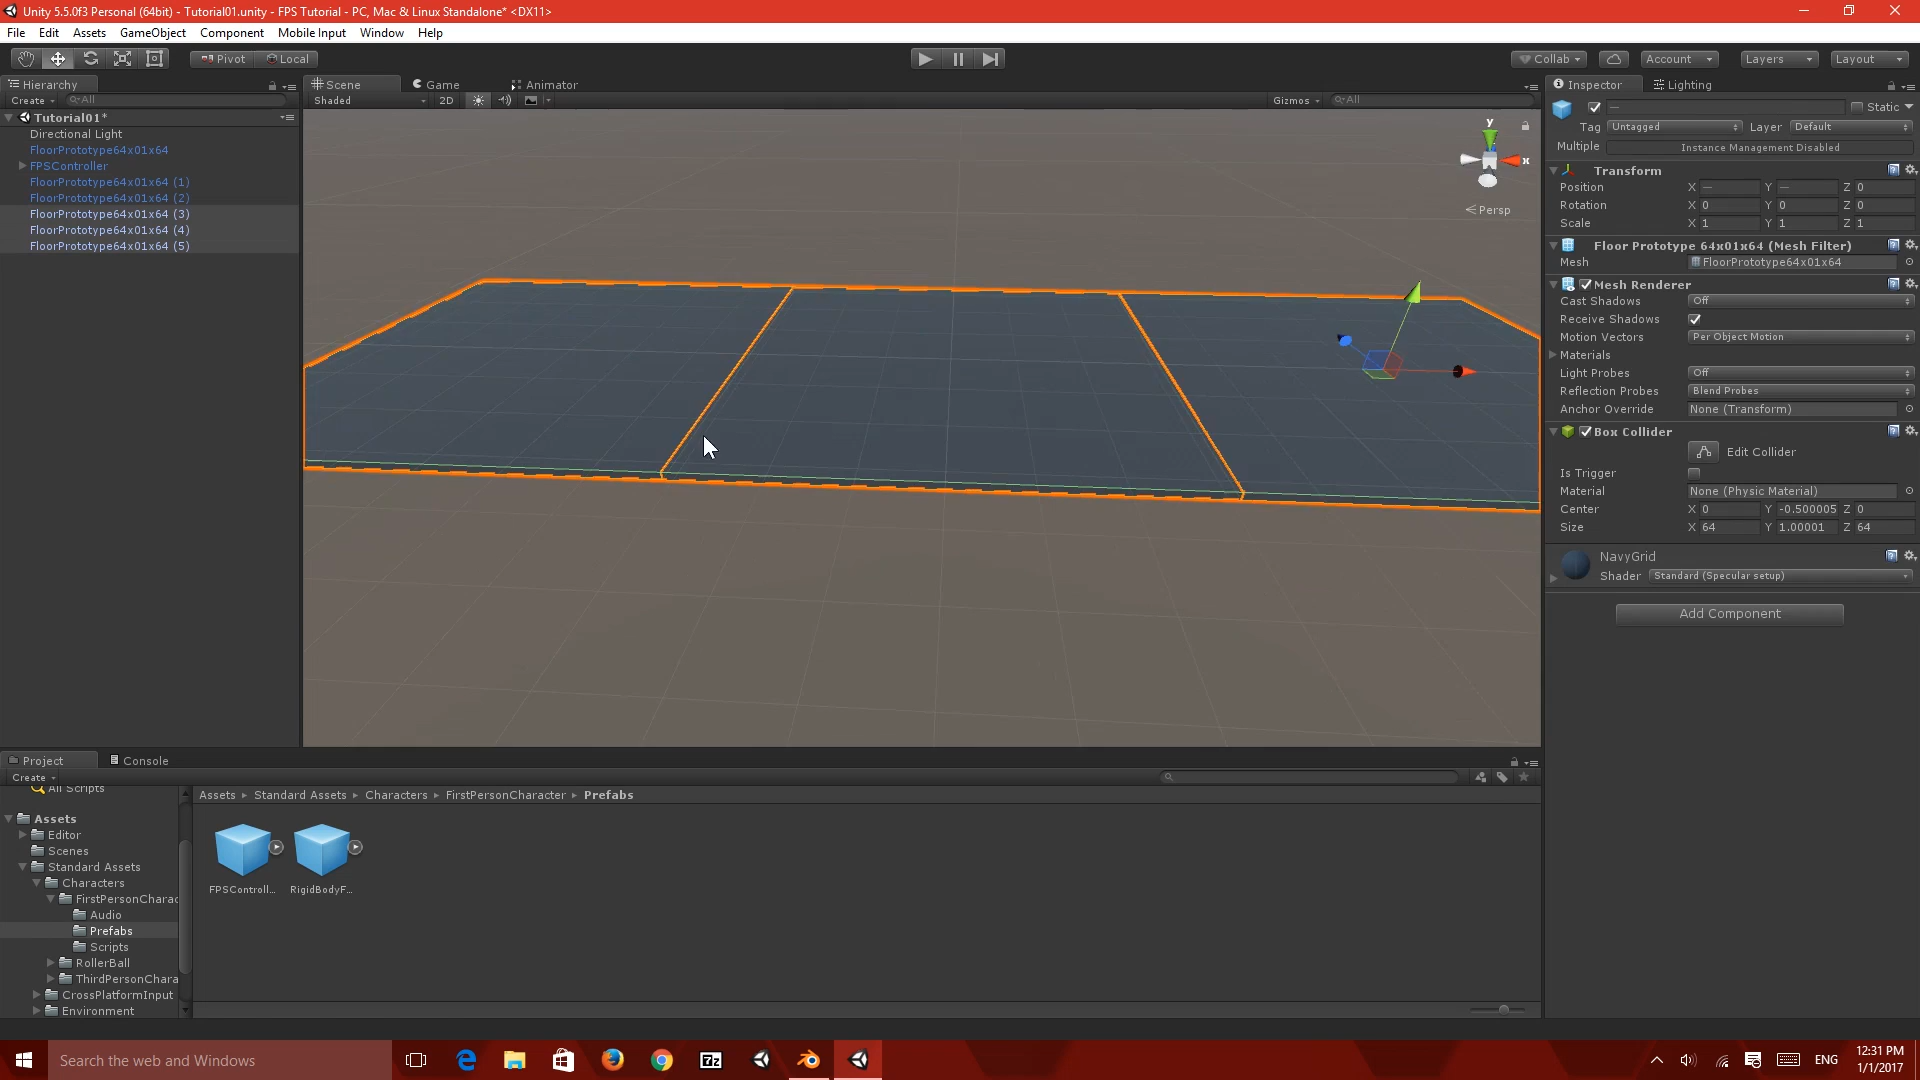 Unity 5.5.0f3 Personal (64bit) - Tutorial01.unity - FPS Tutorial - PC, Mac & Linux Standalone* <DX11>
File Edit Assets GameObject Component Mobile Input Window Help
Pivot Local Collab Account Layers Layout
Hierarchy
Create All
Tutorial01*
Directional Light
FloorPrototype64x01x64
FPSController
FloorPrototype64x01x64 (1)
FloorPrototype64x01x64 (2)
FloorPrototype64x01x64 (3)
FloorPrototype64x01x64 (4)
FloorPrototype64x01x64 (5)
Scene Game Animator
Shaded 2D Gizmos All
y
x
Persp
Inspector Lighting
Static
Tag Untagged Layer Default
Multiple Instance Management Disabled
Transform
Position X — Y — Z 0
Rotation X 0 Y 0 Z 0
Scale X 1 Y 1 Z 1
Floor Prototype 64x01x64 (Mesh Filter)
Mesh FloorPrototype64x01x64
Mesh Renderer
Cast Shadows Off
Receive Shadows
Motion Vectors Per Object Motion
Materials
Light Probes Off
Reflection Probes Blend Probes
Anchor Override None (Transform)
Box Collider
Edit Collider
Is Trigger
Material None (Physic Material)
Center X 0 Y -0.500005 Z 0
Size X 64 Y 1.00001 Z 64
NavyGrid
Shader Standard (Specular setup)
Add Component
Project Console
Create
All Scripts
Assets
Editor
Scenes
Standard Assets
Characters
FirstPersonCharac
Audio
Prefabs
Scripts
RollerBall
ThirdPersonChara
CrossPlatformInput
Environment
Assets Standard Assets Characters FirstPersonCharacter Prefabs
FPSControll... RigidBodyF...
Search the web and Windows
7z
ENG
12:31 PM
1/1/2017